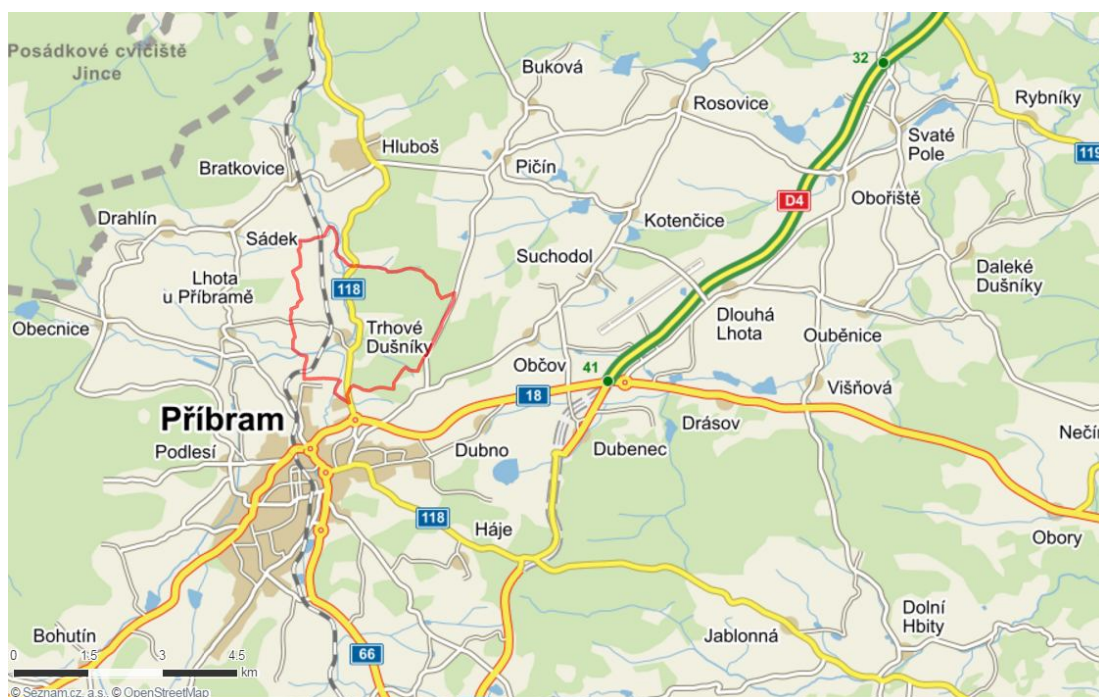 Posádkové cvičiště
Jince
32
Buková
Rosovice
Rybníky
Svaté
Pole
Hluboš
Bratkovice
Pičín
119
D4
Obořiště
Drahlín
Kotenčice
Sádek
Suchodol
Daleké
Dušníky
Lhota
u Příbramě
118
Obecnice
Trhové
Dušníky
Dlouhá
Lhota
Ouběnice
Občov
41
Višňová
18
Příbram
Drásov
Podlesí
Dubno
Dubenec
Nečín
118
Háje
Obory
Dolní
Hbity
Bohutín
Jablonná
66
0 1.5 3 4.5
km
© Seznam.cz, a.s., © OpenStreetMap